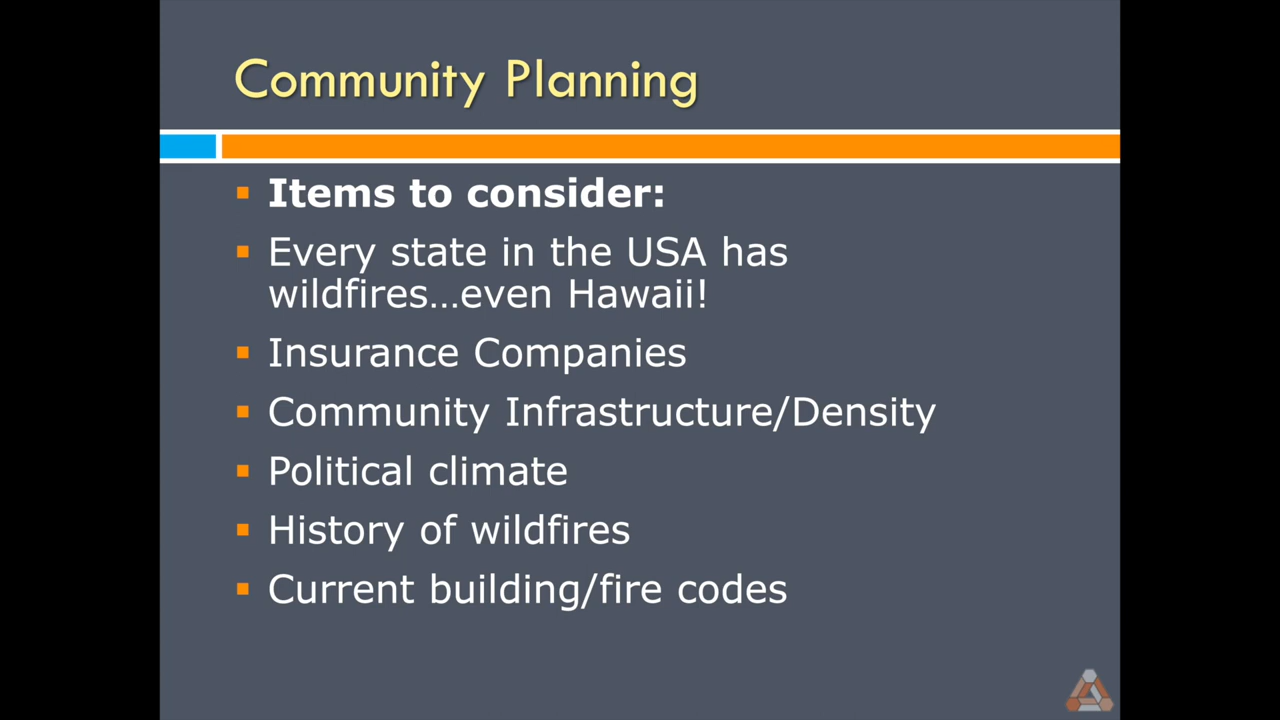 Community Planning
Items to consider:
Every state in the USA has
wildfires…even Hawaii!
Insurance Companies
Community Infrastructure/Density
Political climate
History of wildfires
Current building/fire codes